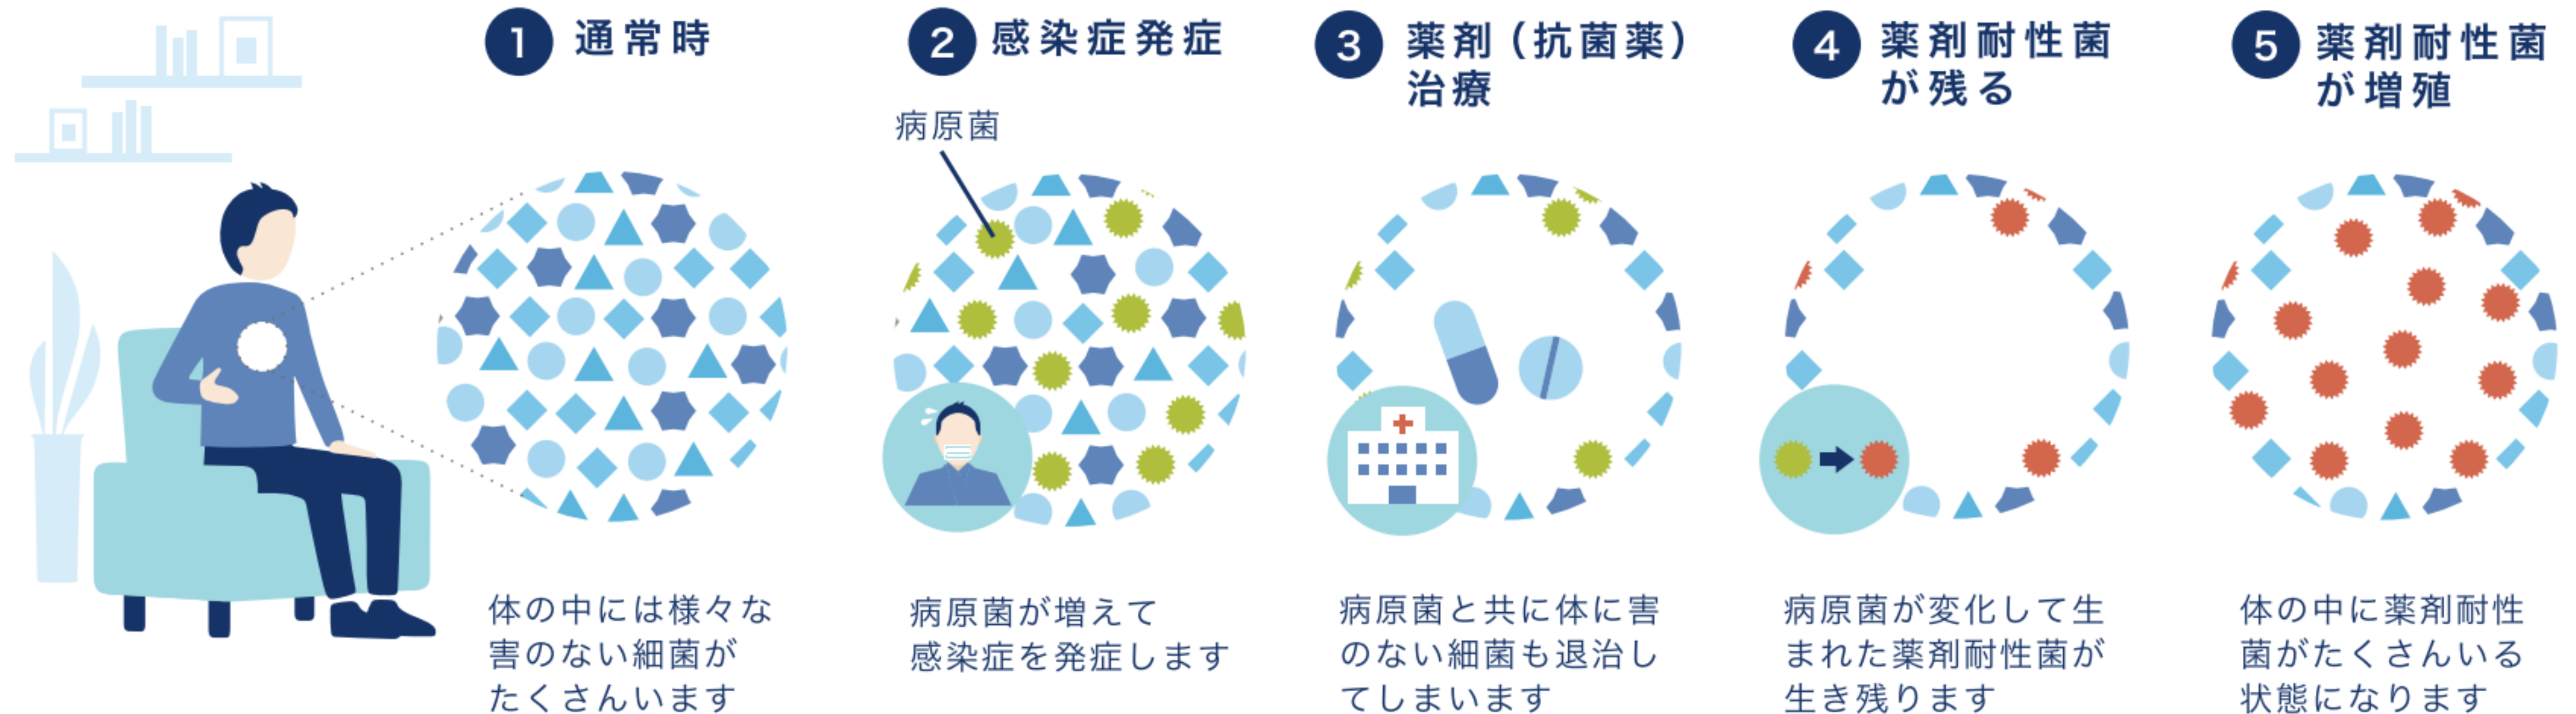 1 通常時
体の中には様々な
害のない細菌が
たくさんいます
2 感染症発症
病原菌
病原菌が増えて
感染症を発症します
3 薬剤（抗菌薬）
治療
病原菌と共に体に害
のない細菌も退治し
てしまいます
4 薬剤耐性菌
が残る
病原菌が変化して生
まれた薬剤耐性菌が
生き残ります
5 薬剤耐性菌
が増殖
体の中に薬剤耐性
菌がたくさんいる
状態になります